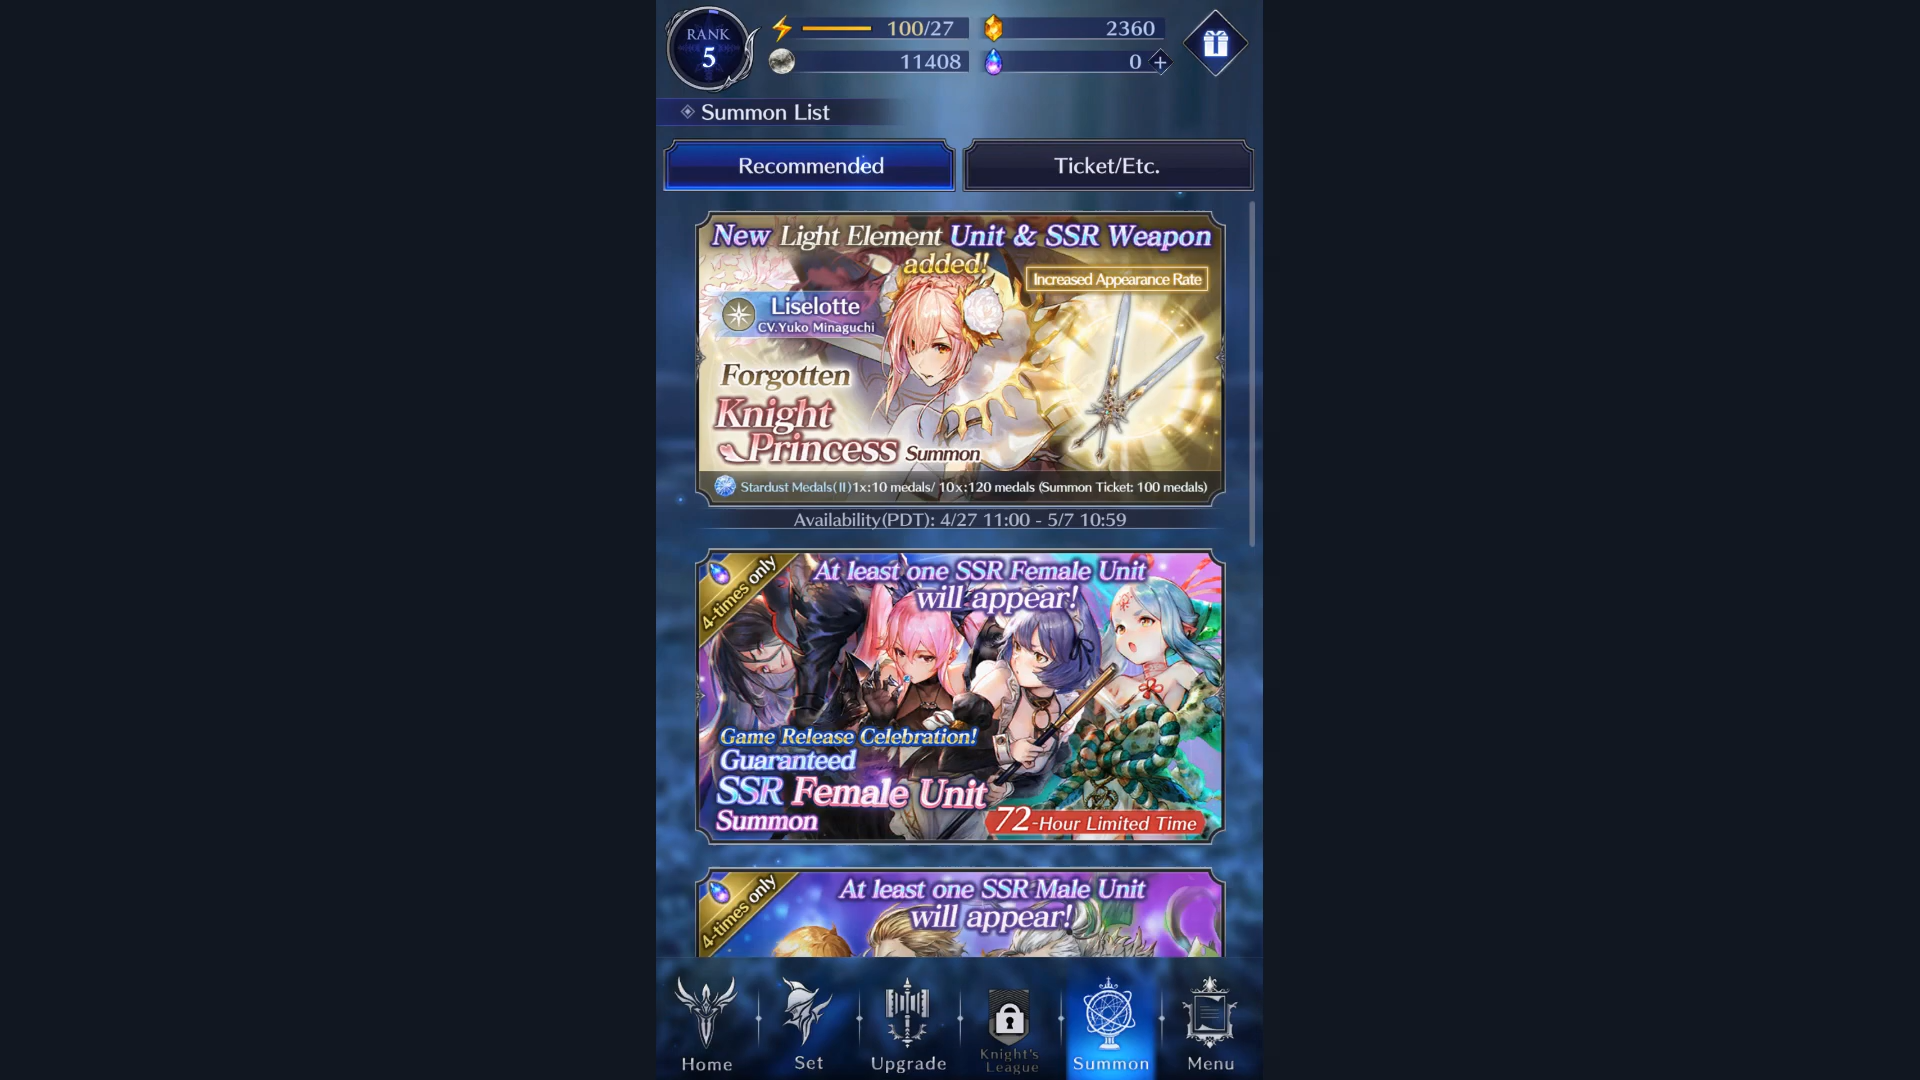 RANK
5
100/27
2360
11408
0
Summon List
Recommended
Ticket/Etc.
New Light Element Unit & SSR Weapon
added!
Increased Appearance Rate
Liselotte
CV.Yuko Minaguchi
Forgotten
Knight
Princess Summon
Stardust Medals(II)1x:10 medals/ 10x:120 medals (Summon Ticket: 100 medals)
Availability(PDT): 4/27 11:00 - 5/7 10:59
4-times only
At least one SSR Female Unit
will appear!
Game Release Celebration!
Guaranteed
SSR Female Unit
Summon
72-Hour Limited Time
4-times only
At least one SSR Male Unit
will appear!
Home
Set
Upgrade
Knight's
League
Summon
Menu